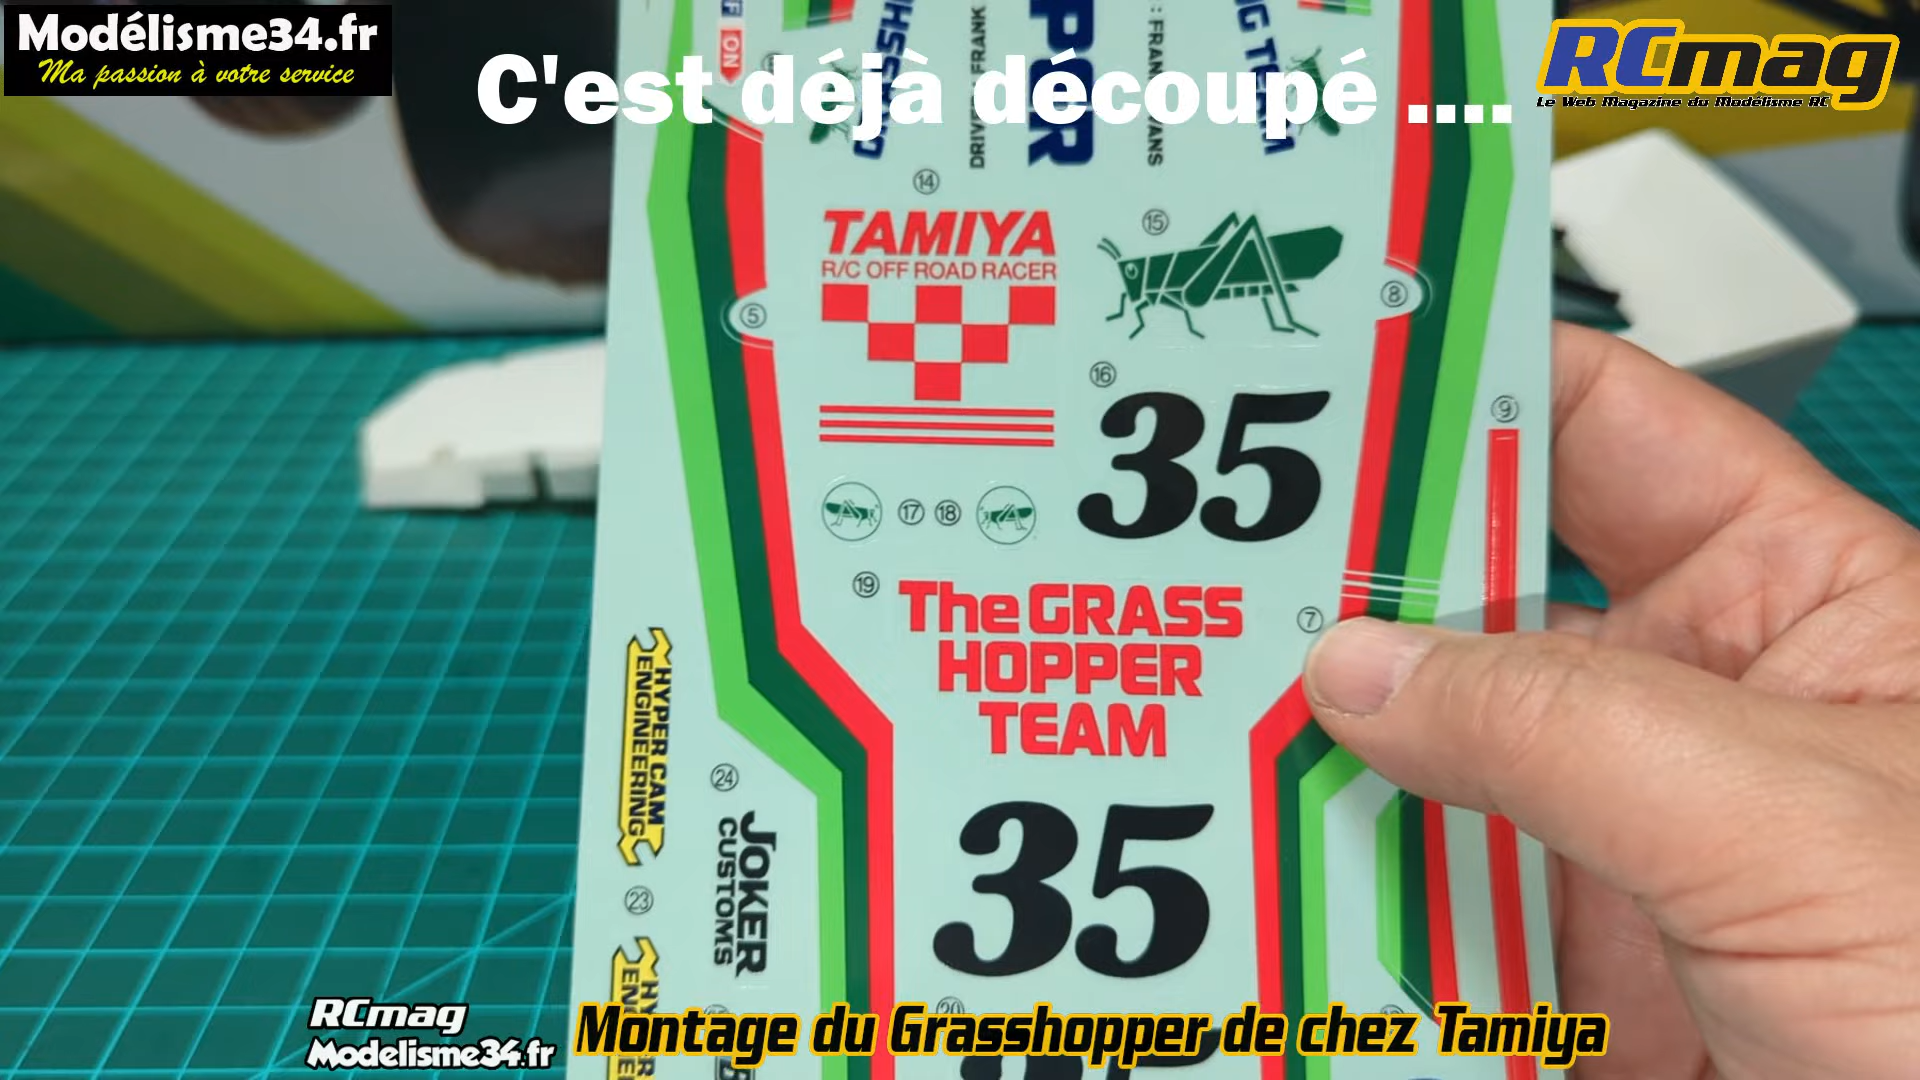 Modélisme34.fr
Ma passion à votre service
C'est déjà découpé ....
RCmag
Le Web Magazine du Modélisme RC
ON
DRIVER FRANK
14
TAMIYA
R/C OFF ROAD RACER
15
5
8
16
35
9
17 18
19
The GRASS
HOPPER
TEAM
7
HYPER CAM
ENGINEERING
24
JOKER
CUSTOMS
23
35
20
RCmag
Modelisme34.fr
Montage du Grasshopper de chez Tamiya